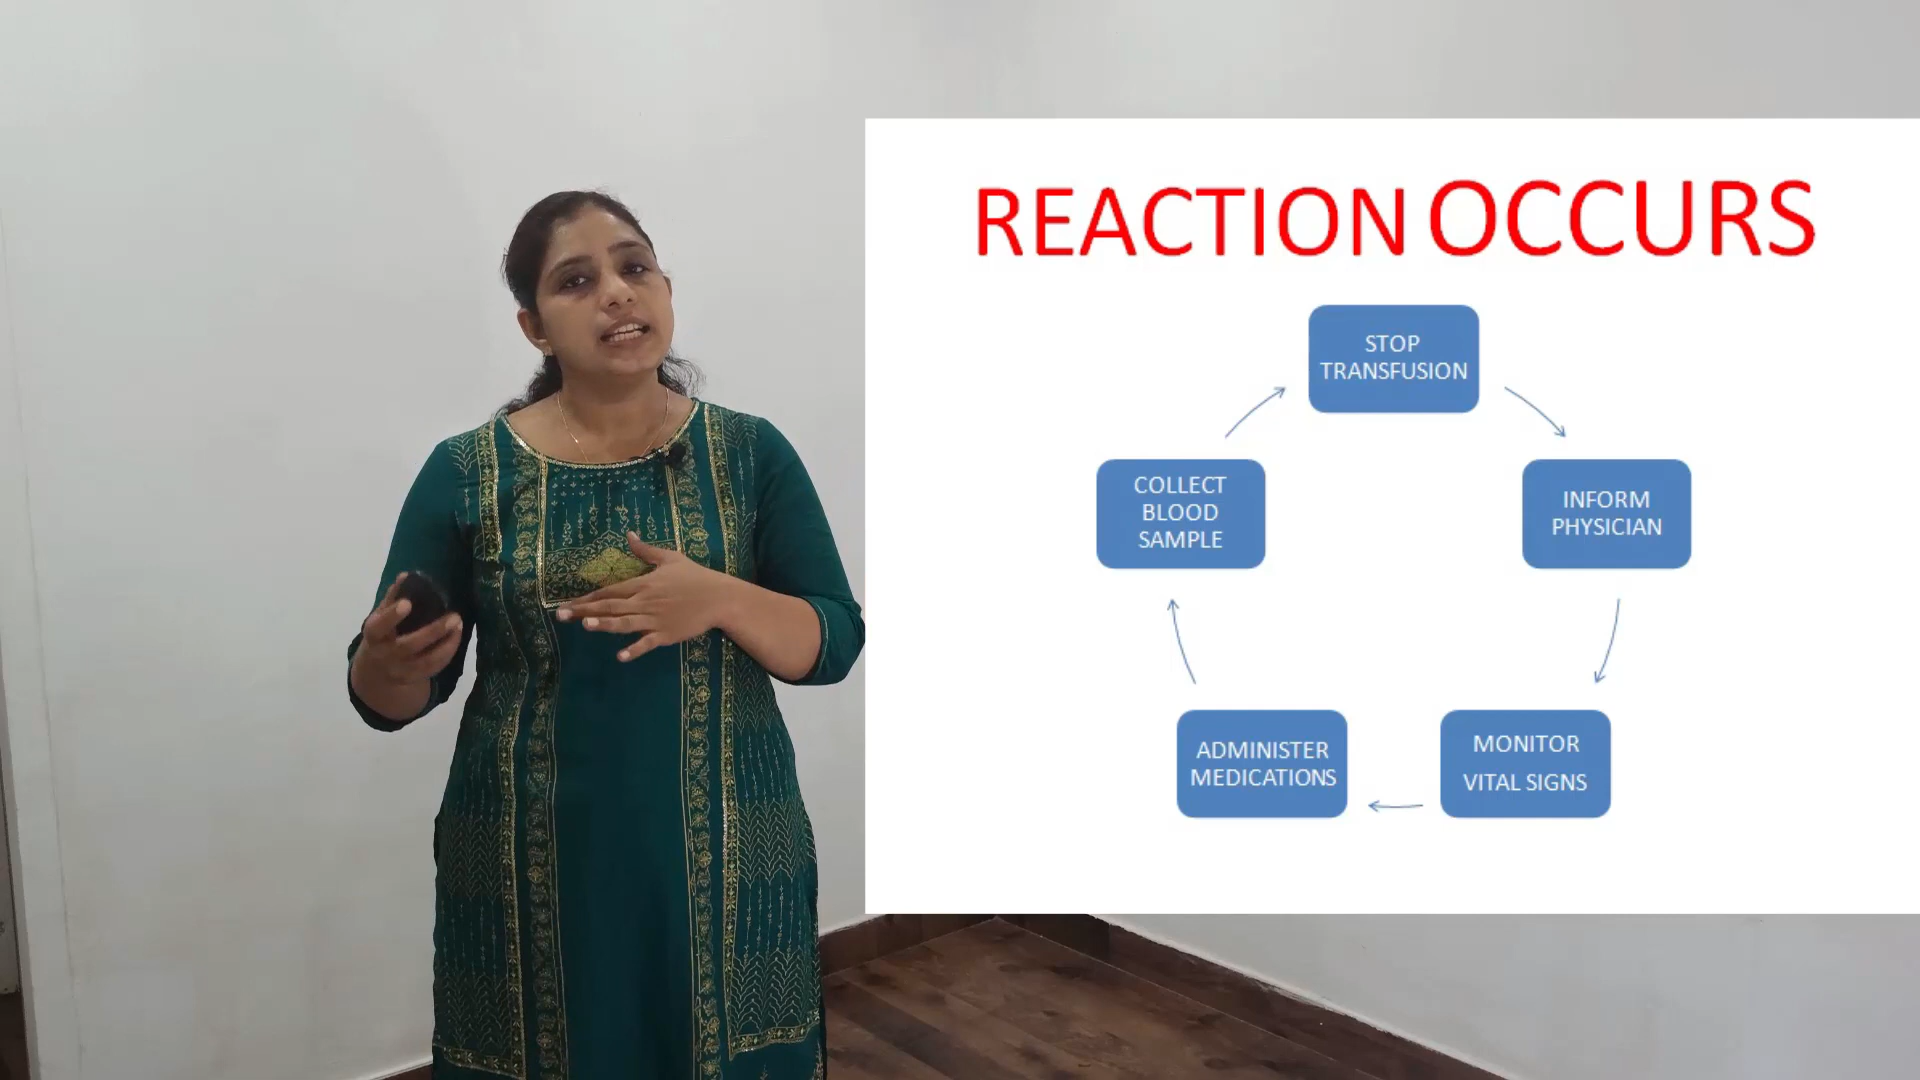 REACTION OCCURS
STOP
TRANSFUSION
INFORM
PHYSICIAN
MONITOR
VITAL SIGNS
ADMINISTER
MEDICATIONS
COLLECT
BLOOD
SAMPLE